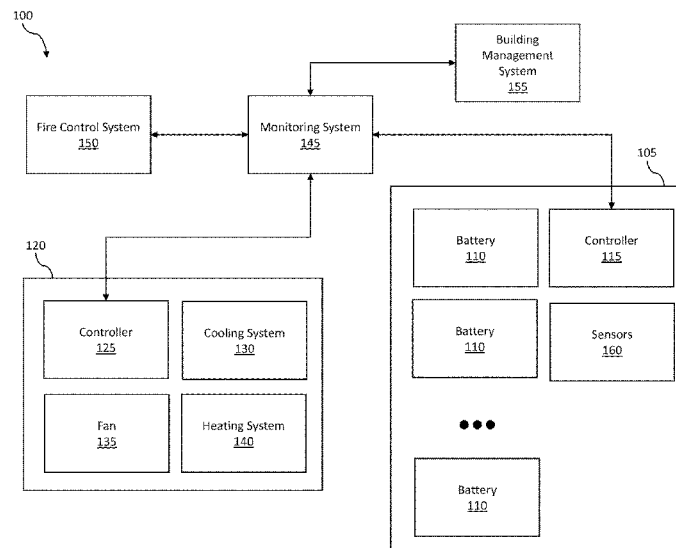 100
Building
Management
System
155
Fire Control System
150
Monitoring System
145
105
120
Battery
110
Controller
115
Controller
125
Cooling System
130
Battery
110
Sensors
160
Fan
135
Heating System
140
Battery
110